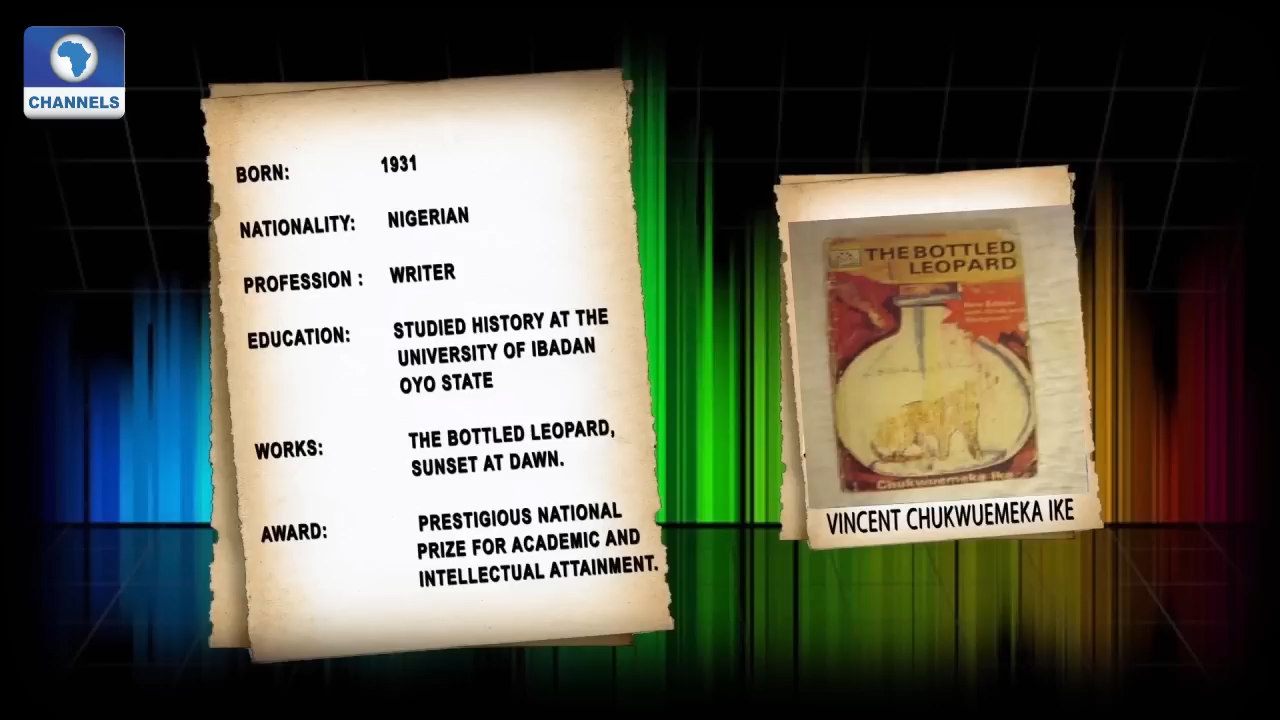 CHANNELS
BORN: 1931
NATIONALITY: NIGERIAN
PROFESSION : WRITER
EDUCATION: STUDIED HISTORY AT THE
UNIVERSITY OF IBADAN
OYO STATE
WORKS: THE BOTTLED LEOPARD,
SUNSET AT DAWN.
AWARD: PRESTIGIOUS NATIONAL
PRIZE FOR ACADEMIC AND
INTELLECTUAL ATTAINMENT.
THE BOTTLED
LEOPARD
New Edition
Chukwuemeka Ike
VINCENT CHUKWUEMEKA IKE